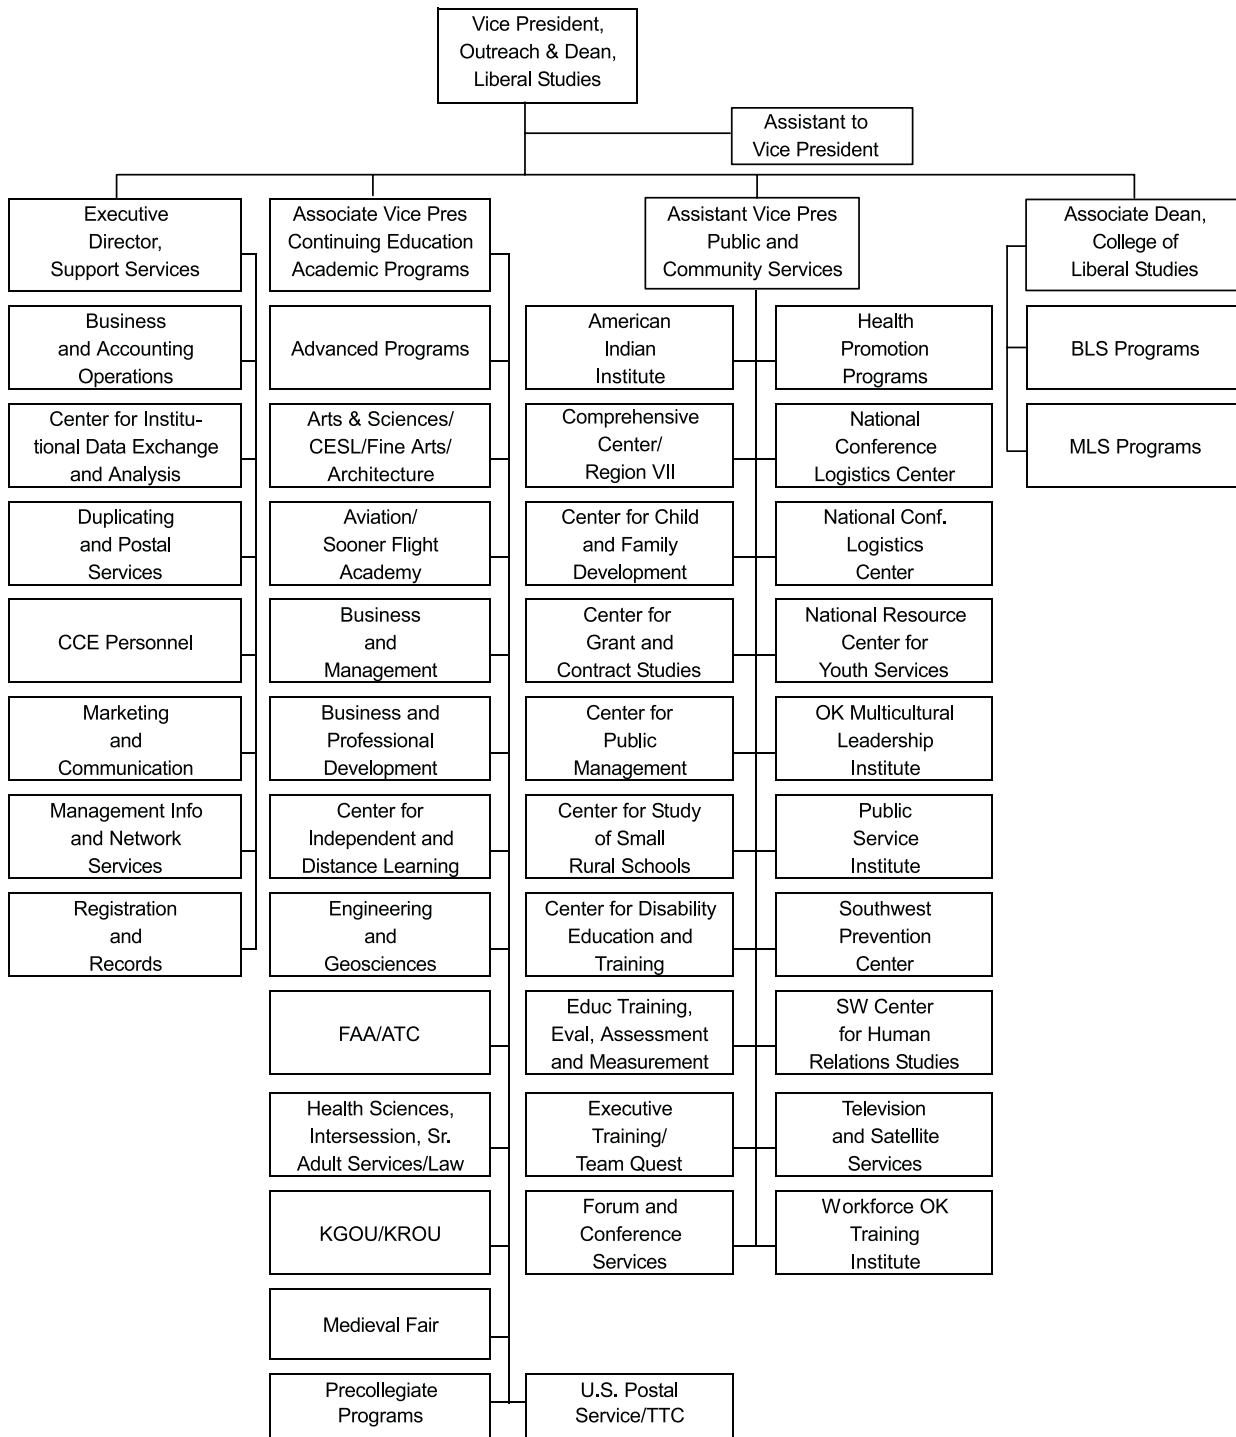 Vice President,
Outreach & Dean,
Liberal Studies
Assistant to
Vice President
Executive
Director,
Support Services
Business
and Accounting
Operations
Center for Institu-
tional Data Exchange
and Analysis
Duplicating
and Postal
Services
CCE Personnel
Marketing
and
Communication
Management Info
and Network
Services
Registration
and
Records
Associate Vice Pres
Continuing Education
Academic Programs
Advanced Programs
Arts & Sciences/
CESL/Fine Arts/
Architecture
Aviation/
Sooner Flight
Academy
Business
and
Management
Business and
Professional
Development
Center for
Independent and
Distance Learning
Engineering
and
Geosciences
FAA/ATC
Health Sciences,
Intersession, Sr.
Adult Services/Law
KGOU/KROU
Medieval Fair
Precollegiate
Programs
U.S. Postal
Service/TTC
Assistant Vice Pres
Public and
Community Services
American
Indian
Institute
Comprehensive
Center/
Region VII
Center for Child
and Family
Development
Center for
Grant and
Contract Studies
Center for
Public
Management
Center for Study
of Small
Rural Schools
Center for Disability
Education and
Training
Educ Training,
Eval, Assessment
and Measurement
Executive
Training/
Team Quest
Forum and
Conference
Services
Health
Promotion
Programs
National
Conference
Logistics Center
National Conf.
Logistics
Center
National Resource
Center for
Youth Services
OK Multicultural
Leadership
Institute
Public
Service
Institute
Southwest
Prevention
Center
SW Center
for Human
Relations Studies
Television
and Satellite
Services
Workforce OK
Training
Institute
Associate Dean,
College of
Liberal Studies
BLS Programs
MLS Programs